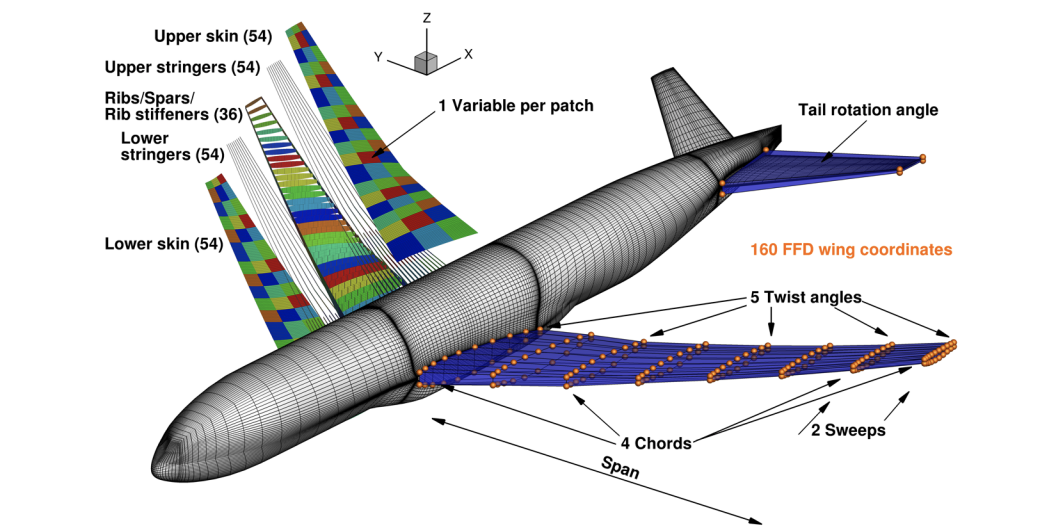 Upper skin (54)
Upper stringers (54)
Ribs/Spars/
Rib stiffeners (36)
Lower
stringers (54)
Lower skin (54)
Z
Y
X
1 Variable per patch
Tail rotation angle
160 FFD wing coordinates
5 Twist angles
2 Sweeps
4 Chords
Span